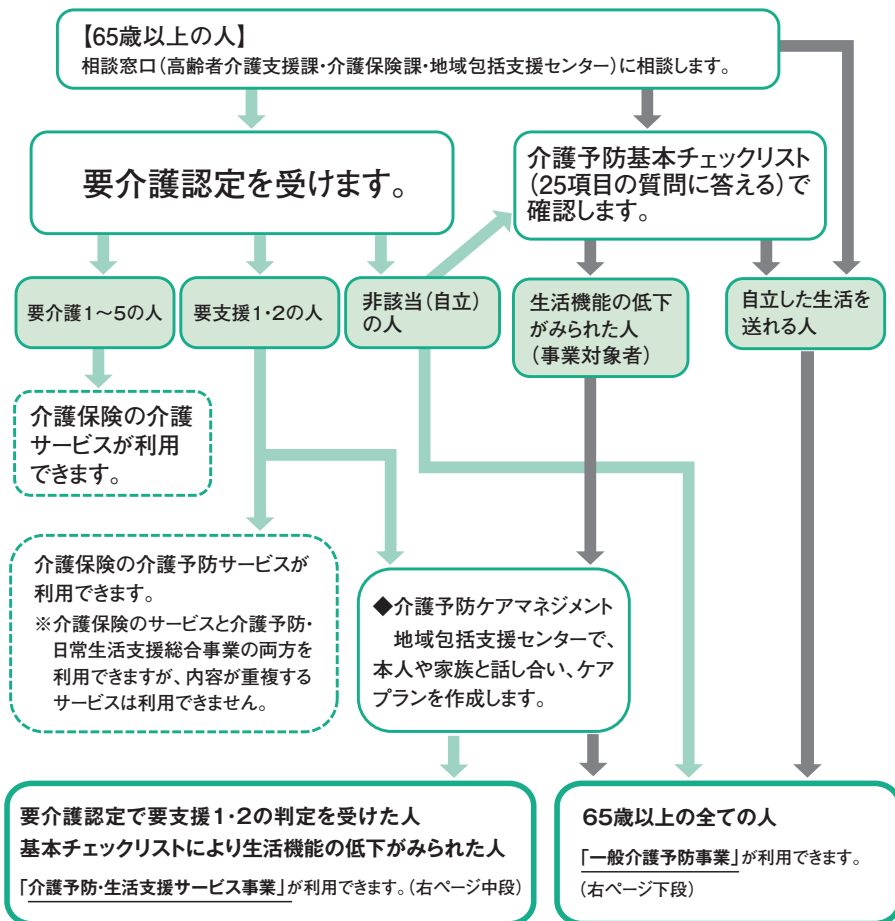 【65歳以上の人】
相談窓口（高齢者介護支援課・介護保険課・地域包括支援センター）に相談します。
要介護認定を受けます。
介護予防基本チェックリスト
（25項目の質問に答える）で
確認します。
要介護1～5の人
要支援1・2の人
非該当（自立）
の人
生活機能の低下
がみられた人
（事業対象者）
自立した生活を
送れる人
介護保険の介護
サービスが利用
できます。
介護保険の介護予防サービスが
利用できます。
※介護保険のサービスと介護予防・
日常生活支援総合事業の両方を
利用できますが、内容が重複する
サービスは利用できません。
◆介護予防ケアマネジメント
地域包括支援センターで、
本人や家族と話し合い、ケア
プランを作成します。
要介護認定で要支援1・2の判定を受けた人
基本チェックリストにより生活機能の低下がみられた人
「介護予防・生活支援サービス事業」が利用できます。（右ページ中段）
65歳以上の全ての人
「一般介護予防事業」が利用できます。
（右ページ下段）